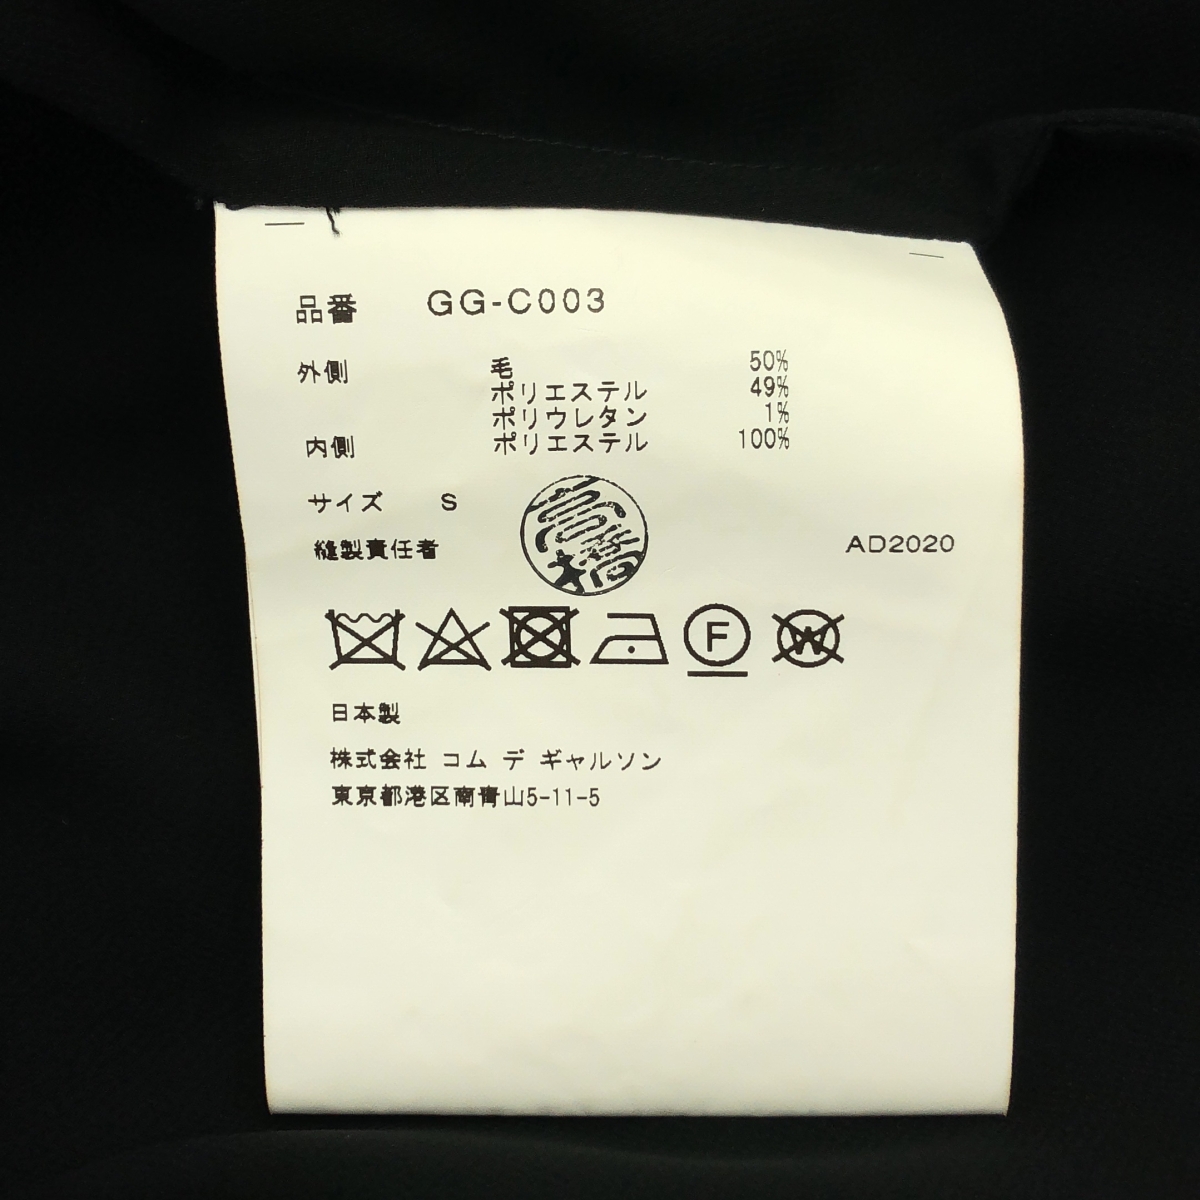 品番 GG-C003
外側 毛 50%
ポリエステル 49%
ポリウレタン 1%
内側 ポリエステル 100%
サイズ S
縫製責任者 AD2020
F W
日本製
株式会社 コム デ ギャルソン
東京都港区南青山5-11-5